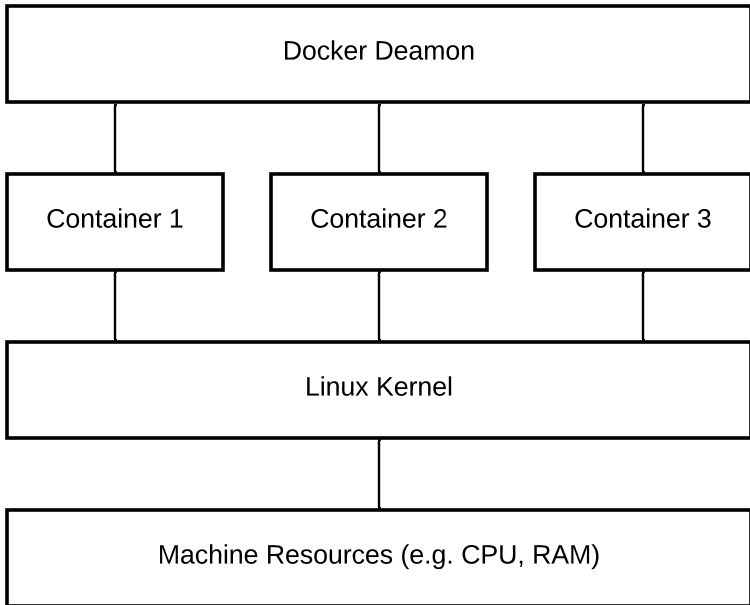 Docker Deamon
Container 1
Container 2
Container 3
Linux Kernel
Machine Resources (e.g. CPU, RAM)